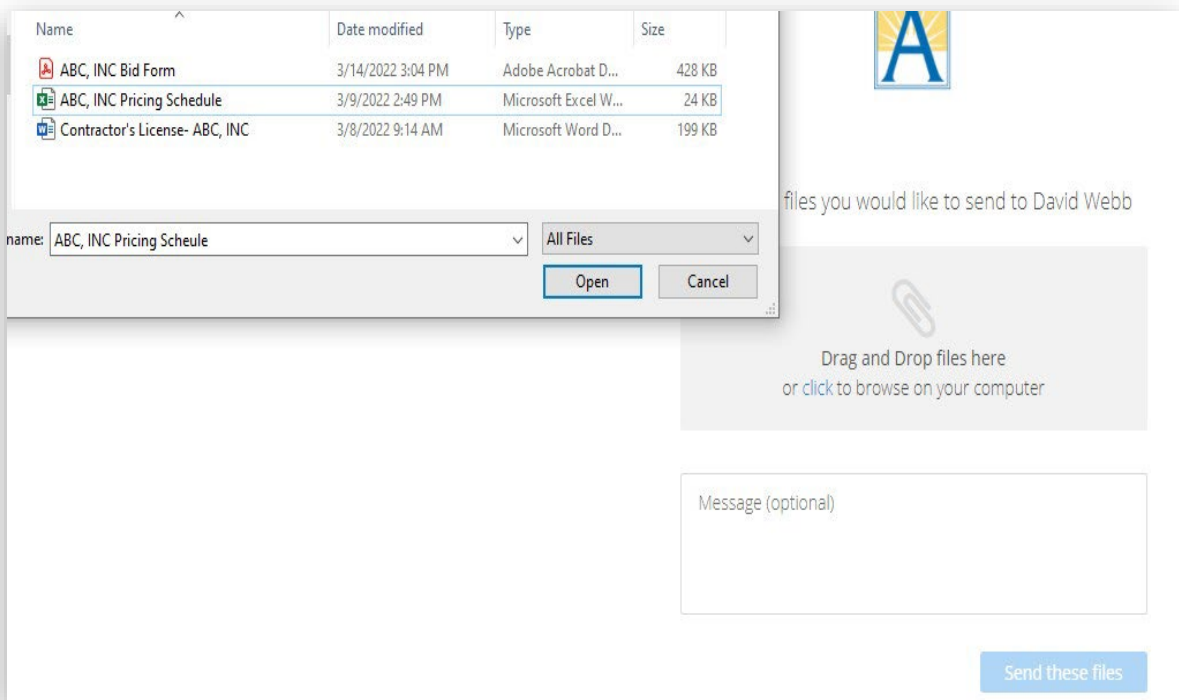 Name Date modified Type Size
ABC, INC Bid Form 3/14/2022 3:04 PM Adobe Acrobat D... 428 KB
ABC, INC Pricing Schedule 3/9/2022 2:49 PM Microsoft Excel W... 24 KB
Contractor's License- ABC, INC 3/8/2022 9:14 AM Microsoft Word D... 199 KB
name: ABC, INC Pricing Scheule All Files
Open Cancel
A
files you would like to send to David Webb
Drag and Drop files here
or click to browse on your computer
Message (optional)
Send these files